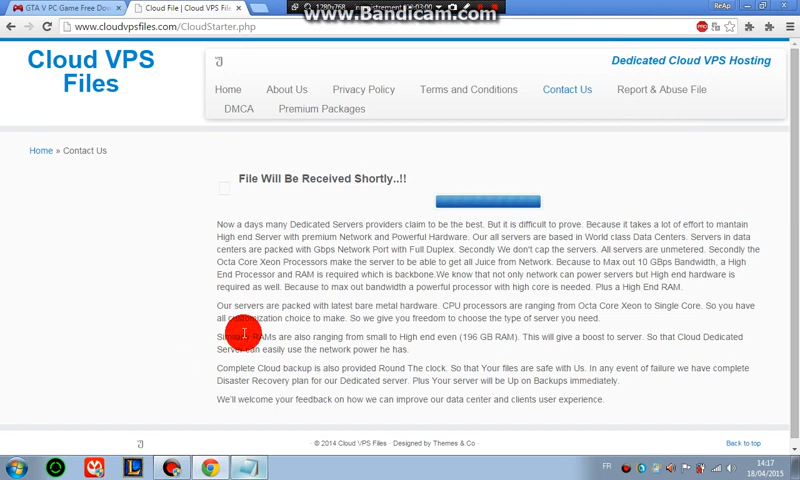 GTA V PC Game Free Dow
Cloud File | Cloud VPS Fil
ReAp
1280x768
nregistrement
www.Bandicam.com
www.cloudvpsfiles.com/CloudStarter.php
Cloud VPS
Files
Dedicated Cloud VPS Hosting
Home About Us Privacy Policy Terms and Conditions Contact Us Report & Abuse File
DMCA Premium Packages
Home » Contact Us
File Will Be Received Shortly..!!
Now a days many Dedicated Servers providers claim to be the best. But it is difficult to prove. Because it takes a lot of effort to mantain
High end Server with premium Network and Powerful Hardware. Our all servers are based in World class Data Centers. Servers in data
centers are packed with Gbps Network Port with Full Duplex. Secondly We don't cap the servers. All servers are unmetered. Secondly the
Octa Core Xeon Processors make the server to be able to get all Juice from Network. Because to Max out 10 GBps Bandwidth, a High
End Processor and RAM is required which is backbone.We know that not only network can power servers but High end hardware is
required as well. Because to max out bandwidth a powerful processor with high core is needed. Plus a High End RAM.
Our servers are packed with latest bare metal hardware. CPU processors are ranging from Octa Core Xeon to Single Core. So you have
all customization choice to make. So we give you freedom to choose the type of server you need.
RAMs are also ranging from small to High end even (196 GB RAM). This will give a boost to server. So that Cloud Dedicated
Server can easily use the network power he has.
Complete Cloud backup is also provided Round The clock. So that Your files are safe with Us. In any event of failure we have complete
Disaster Recovery plan for our Dedicated server. Plus Your server will be Up on Backups immediately.
We'll welcome your feedback on how we can improve our data center and clients user experience.
· © 2014 Cloud VPS Files · Designed by Themes & Co ·
Back to top
FR
14:17
18/04/2015